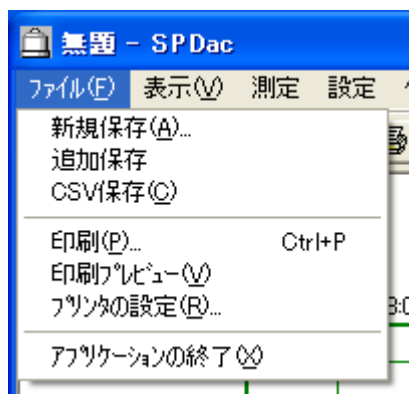 無題 - SPDac
ﾌｧｲﾙ(F) 表示(V) 測定 設定
新規保存(A)...
追加保存
CSV保存(C)
印刷(P)... Ctrl+P
印刷ﾌﾟﾚﾋﾞｭｰ(V)
ﾌﾟﾘﾝﾀの設定(R)...
ｱﾌﾟﾘｹｰｼｮﾝの終了(X)